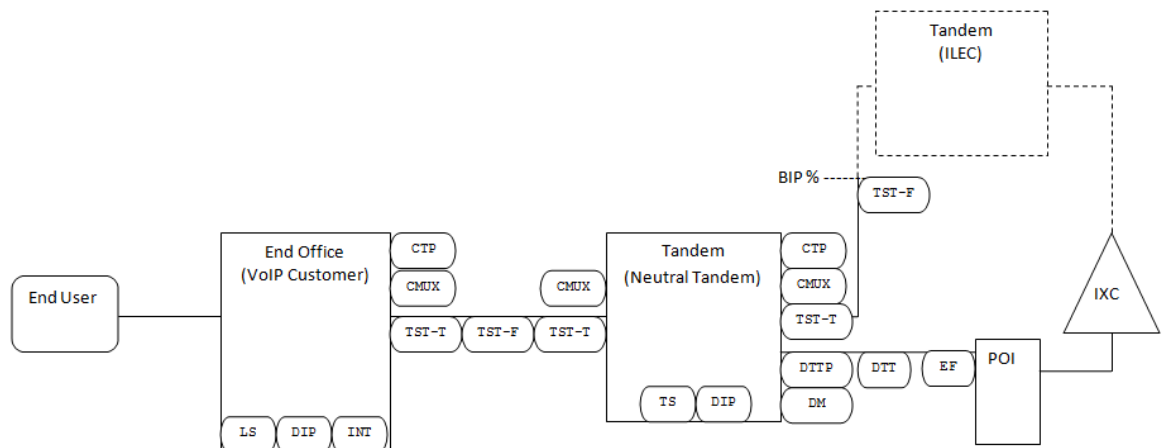 Tandem
(ILEC)
BIP %
TST-F
End Office
(VoIP Customer)
CTP
CMUX
CMUX
Tandem
(Neutral Tandem)
CTP
CMUX
TST-T
End User
IXC
TST-T
TST-F
TST-T
POI
DTTP
DTT
EF
TS
DIP
DM
LS
DIP
INT